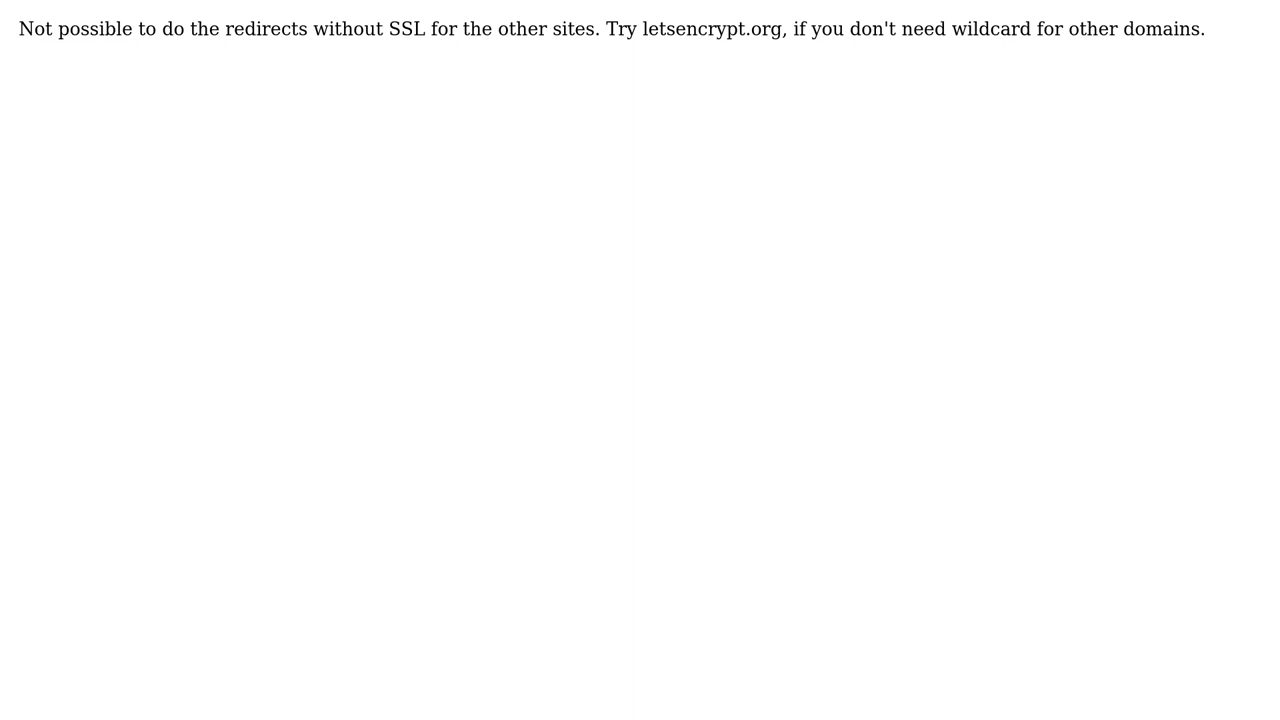 Not possible to do the redirects without SSL for the other sites. Try letsencrypt.org, if you don't need wildcard for other domains.